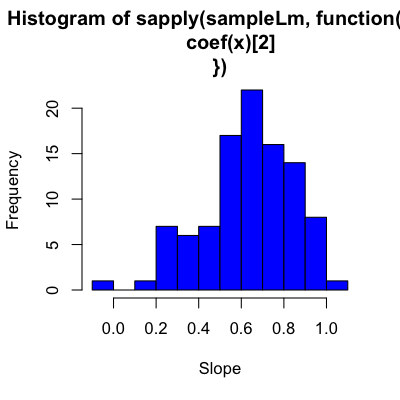 Histogram of sapply(sampleLm, function(
coef(x)[2]
})
Frequency
20
15
10
5
0
0.0 0.2 0.4 0.6 0.8 1.0
Slope